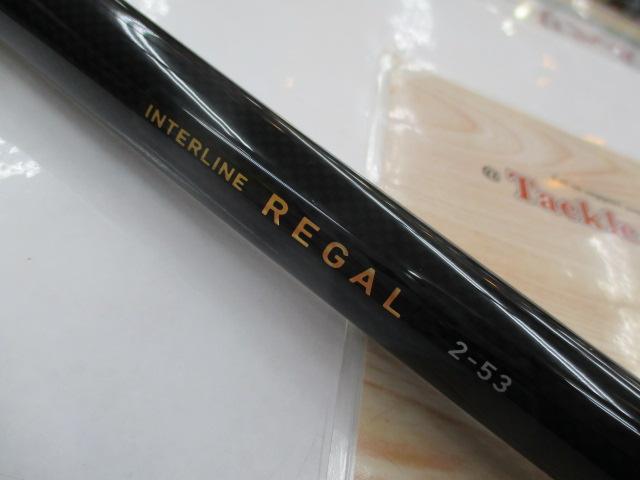 INTERLINE REGAL 2-53
@ Tackle